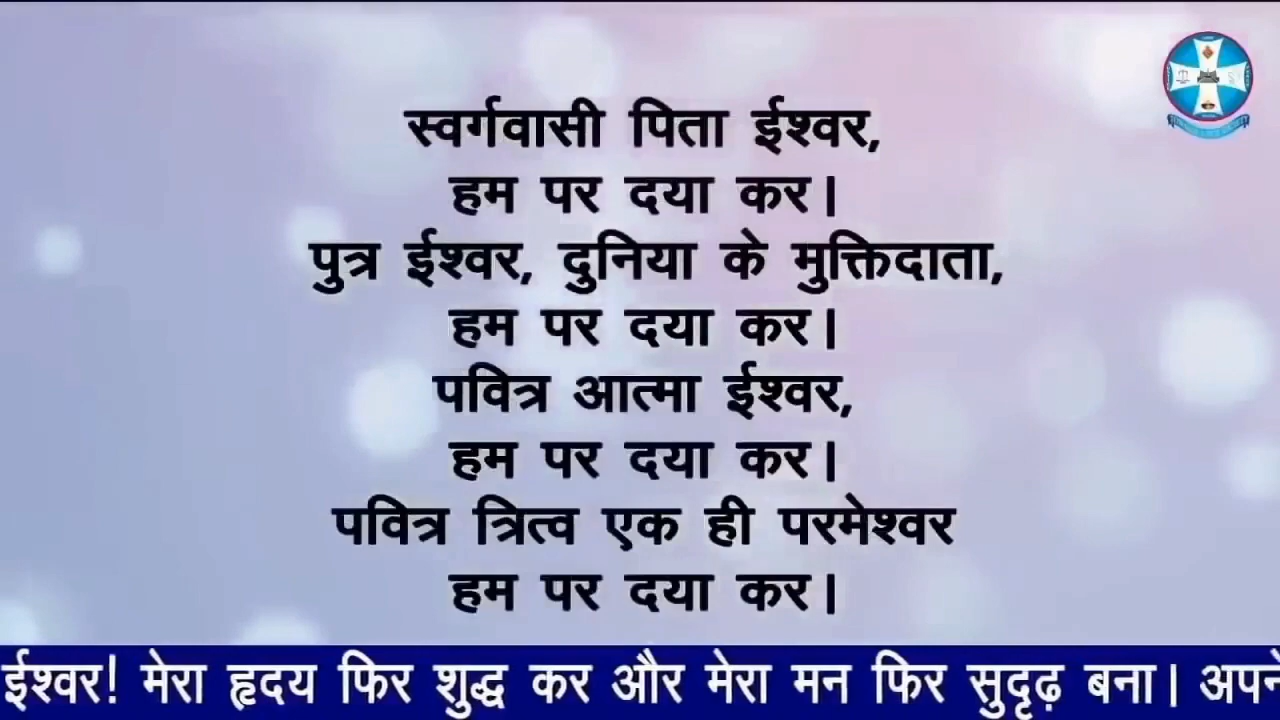 स्वर्गवासी पिता ईश्वर,
हम पर दया कर।
पुत्र ईश्वर, दुनिया के मुक्तिदाता,
हम पर दया कर।
पवित्र आत्मा ईश्वर,
हम पर दया कर।
पवित्र त्रित्व एक ही परमेश्वर
हम पर दया कर।
ईश्वर! मेरा हृदय फिर शुद्ध कर और मेरा मन फिर सुदृढ़ बना। अपने